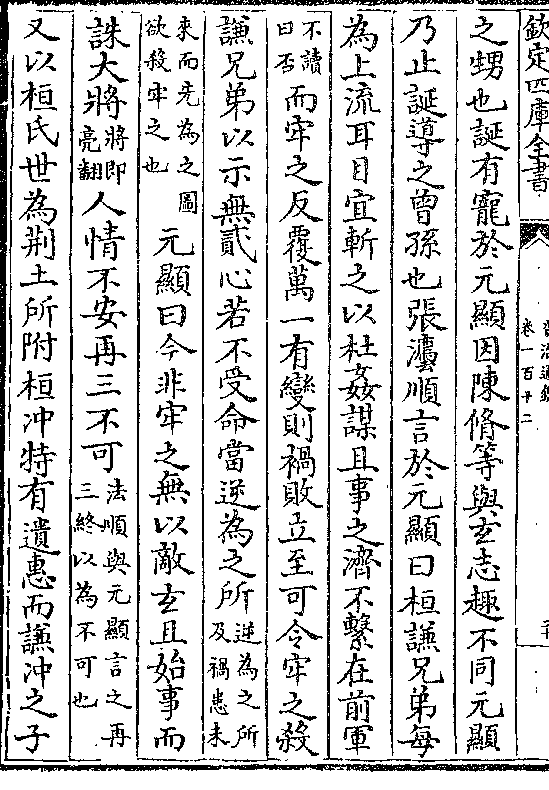 欽定四庫全書
卷一百十二
之甥也誕有寵於元顯因陳脩等與玄志趣不同元顯
乃止誕導之曾孫也張灋順言於元顯曰桓謙兄弟每
為上流耳目宜斬之以杜姦謀且事之濟不繫在前軍
不讀曰否而牢之反覆萬一有變則禍敗立至可令牢之殺
謙兄弟以示無貳心若不受命當逆為之所逆為之所及禍患未
來而先為之圖欲殺牢之也元顯曰今非牢之無以敵玄且始事而
誅大將將即亮翻人情不安再三不可法順與元顯言之再三終以為不可也
又以桓氏世為荆土所附桓冲特有遺惠而謙冲之子